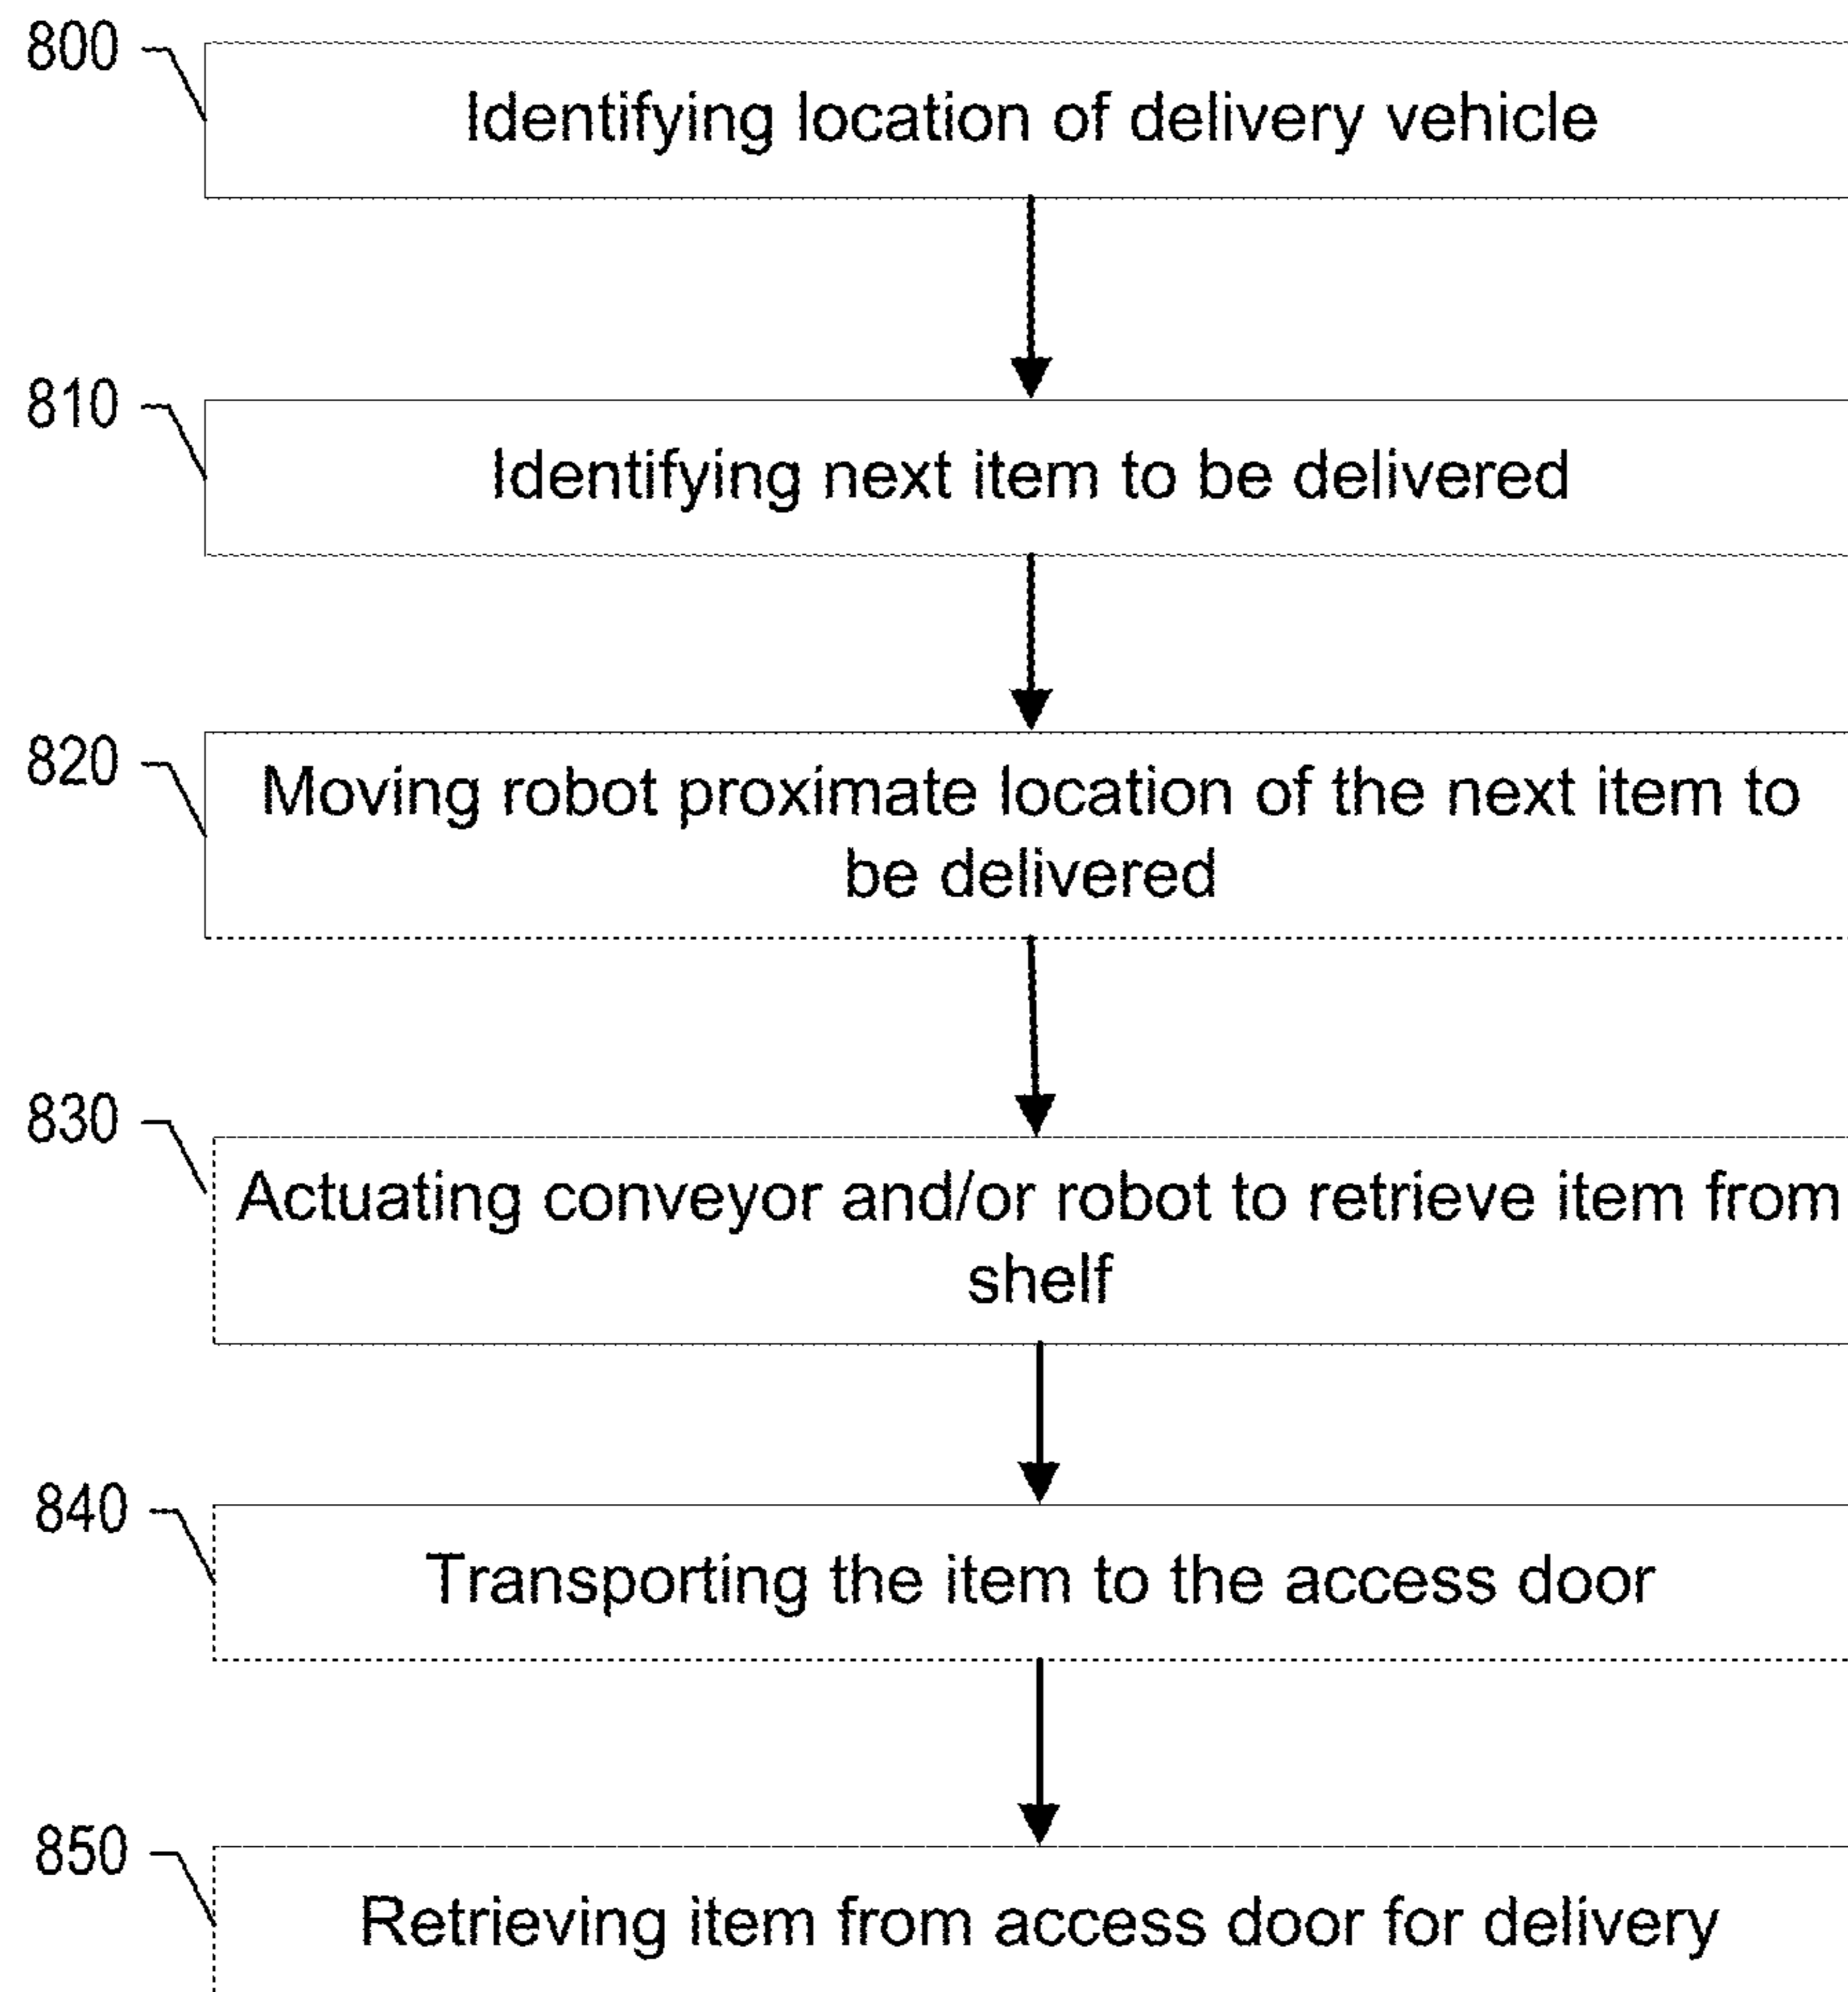 800
Identifying location of delivery vehicle
810
Identifying next item to be delivered
820
Moving robot proximate location of the next item to
be delivered
830
Actuating conveyor and/or robot to retrieve item from
shelf
840
Transporting the item to the access door
850
Retrieving item from access door for delivery